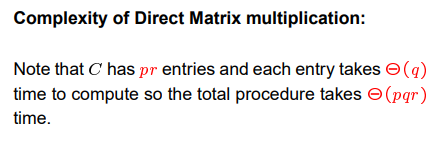 Complexity of Direct Matrix multiplication:
Note that C has pr entries and each entry takes Θ(q)
time to compute so the total procedure takes Θ(pqr)
time.